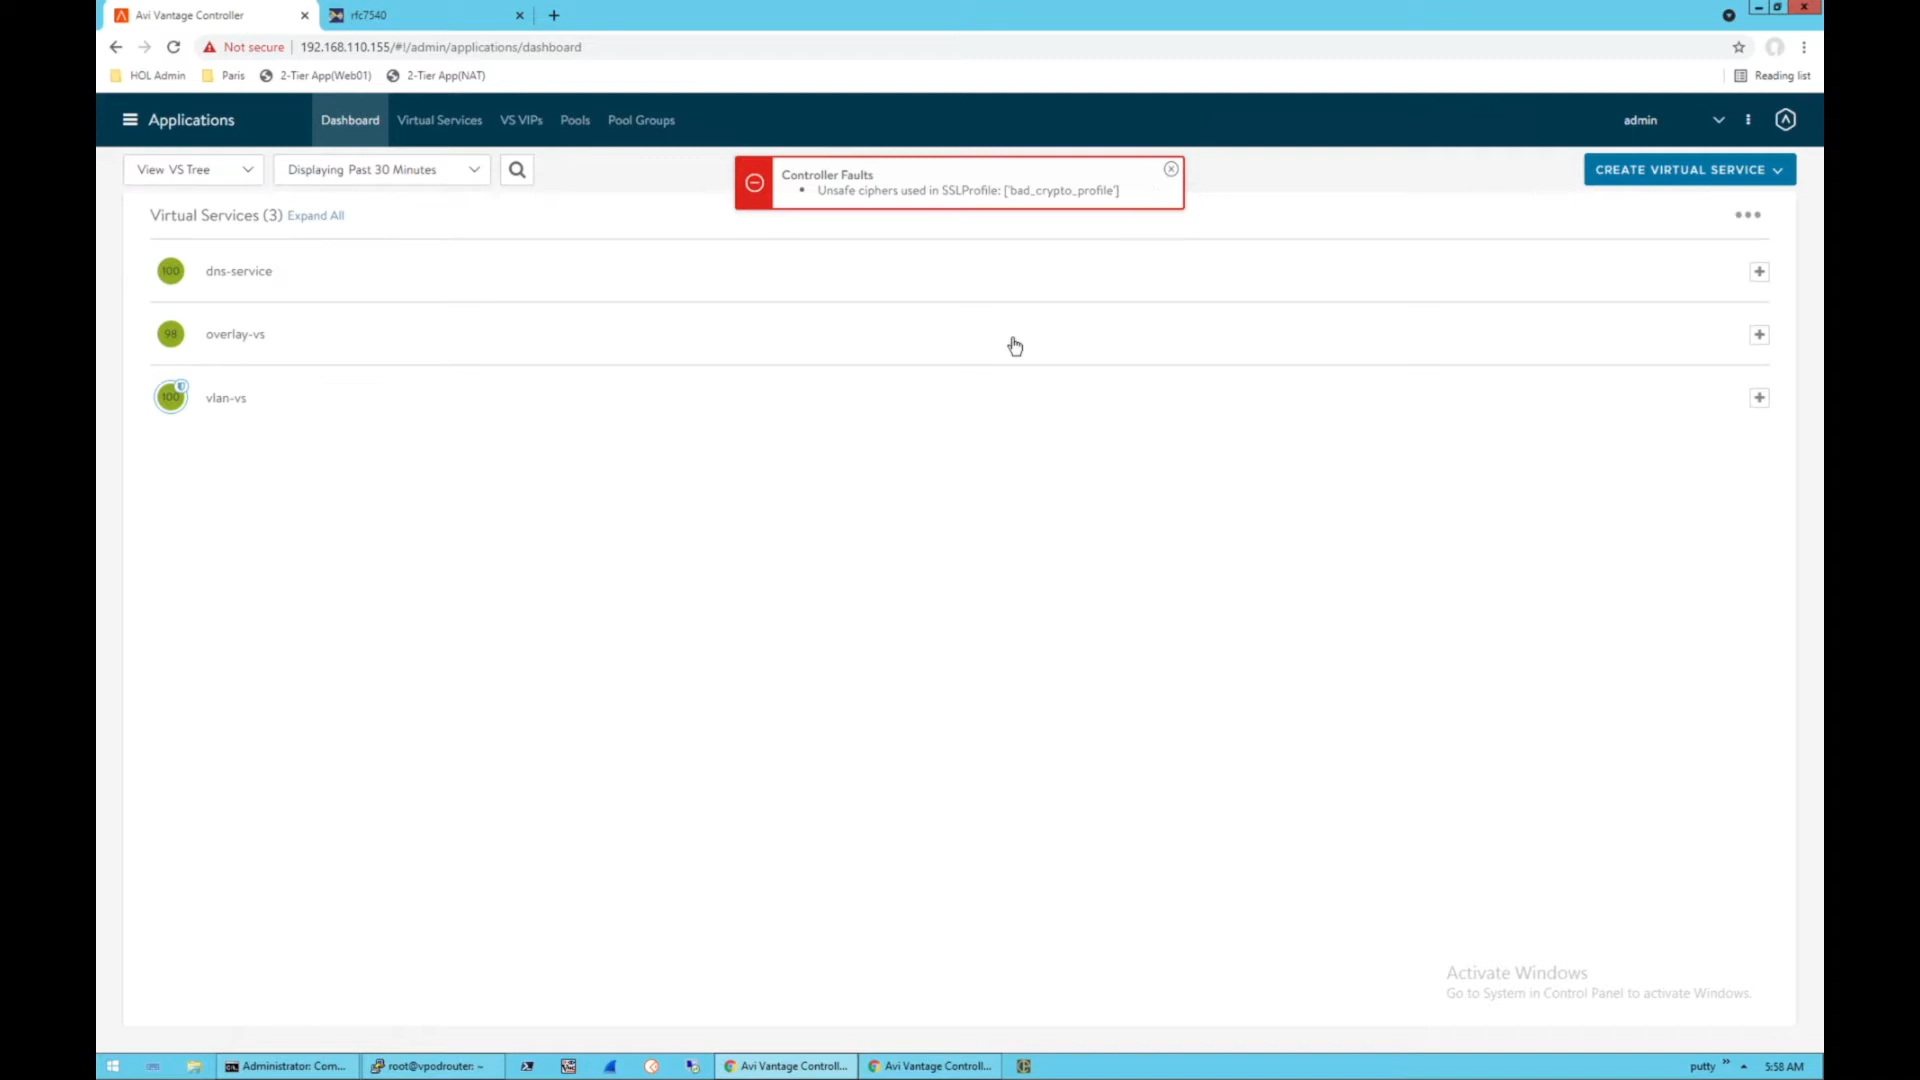 Avi Vantage Controller
rfc7540
Not secure
192.168.110.155/#!/admin/applications/dashboard
HOL Admin
Paris
2-Tier App(Web01)
2-Tier App(NAT)
Reading list
Applications
Dashboard
Virtual Services
VS VIPs
Pools
Pool Groups
admin
View VS Tree
Displaying Past 30 Minutes
Controller Faults
Unsafe ciphers used in SSLProfile: ['bad_crypto_profile']
CREATE VIRTUAL SERVICE
Virtual Services (3) Expand All
100
dns-service
98
overlay-vs
100
vlan-vs
Activate Windows
Go to System in Control Panel to activate Windows.
Administrator: Com...
root@vpodrouter: ~
Avi Vantage Controll...
Avi Vantage Controll...
putty
5:58 AM